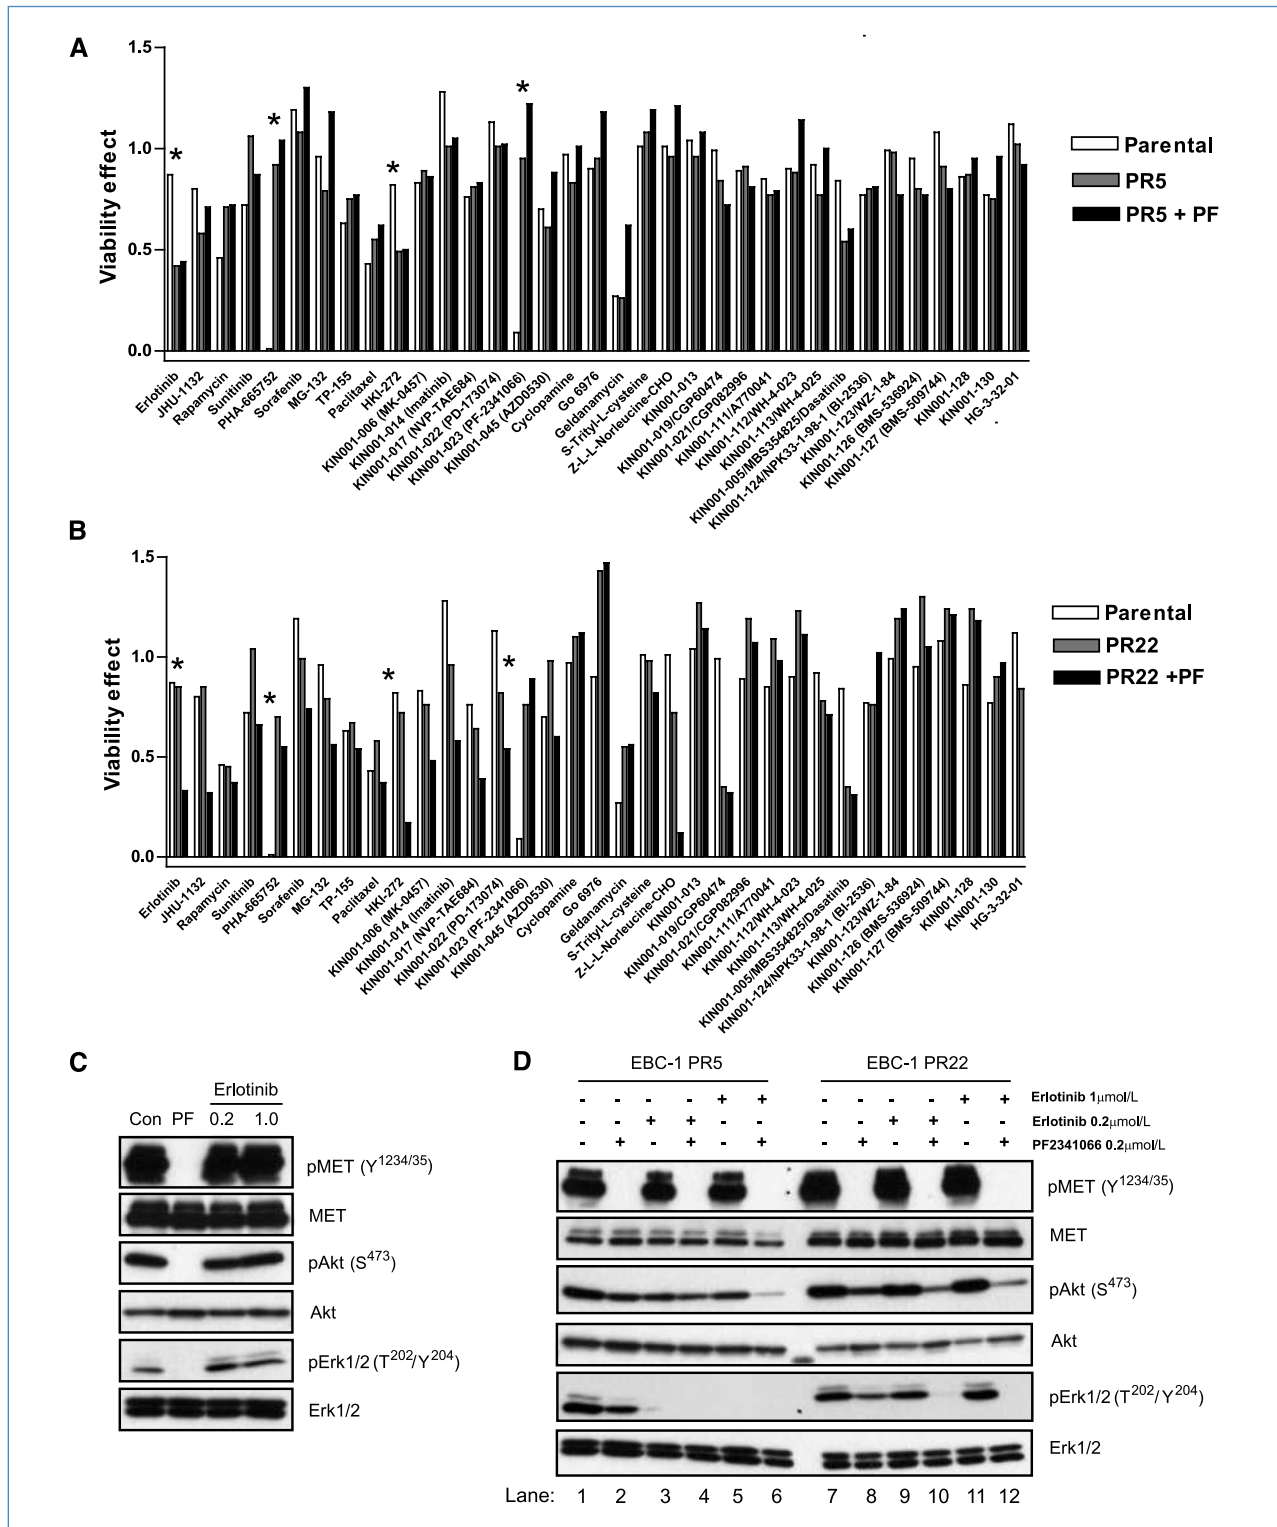 A
1.5
1.0
0.5
0.0
Viability effect
*
*
*
*
Parental
PR5
PR5 + PF
Erlotinib
JHU-1132
Rapamycin
Sunitinib
PHA-665752
Sorafenib
MG-132
TP-155
Paclitaxel
HKI-272
KIN001-006 (MK-0457)
KIN001-014 (Imatinib)
KIN001-017 (NVP-TAE684)
KIN001-022 (PD-173074)
KIN001-023 (PF-2341066)
KIN001-045 (AZD0530)
Cyclopamine
Go 6976
Geldanamycin
S-Trityl-L-cysteine
Z-L-L-Norleucine-CHO
KIN001-013
KIN001-019/CGP60474
KIN001-021/CGP082996
KIN001-111/A770041
KIN001-112/WH-4-023
KIN001-113/WH-4-025
KIN001-005/MBS354825/Dasatinib
KIN001-124/NPK33-1-98-1 (BI-2536)
KIN001-123/WZ-1-84
KIN001-126 (BMS-536924)
KIN001-127 (BMS-509744)
KIN001-128
KIN001-130
HG-3-32-01
B
1.5
1.0
0.5
0.0
Viability effect
*
*
*
*
Parental
PR22
PR22 +PF
Erlotinib
JHU-1132
Rapamycin
Sunitinib
PHA-665752
Sorafenib
MG-132
TP-155
Paclitaxel
HKI-272
KIN001-006 (MK-0457)
KIN001-014 (Imatinib)
KIN001-017 (NVP-TAE684)
KIN001-022 (PD-173074)
KIN001-023 (PF-2341066)
KIN001-045 (AZD0530)
Cyclopamine
Go 6976
Geldanamycin
S-Trityl-L-cysteine
Z-L-L-Norleucine-CHO
KIN001-013
KIN001-019/CGP60474
KIN001-021/CGP082996
KIN001-111/A770041
KIN001-112/WH-4-023
KIN001-113/WH-4-025
KIN001-005/MBS354825/Dasatinib
KIN001-124/NPK33-1-98-1 (BI-2536)
KIN001-123/WZ-1-84
KIN001-126 (BMS-536924)
KIN001-127 (BMS-509744)
KIN001-128
KIN001-130
HG-3-32-01
C
Erlotinib
Con PF 0.2 1.0
pMET (Y1234/35)
MET
pAkt (S473)
Akt
pErk1/2 (T202/Y204)
Erk1/2
D
EBC-1 PR5 EBC-1 PR22
- - - - + + - - - - + + Erlotinib 1μmol/L
- - + + - - - - + + - - Erlotinib 0.2μmol/L
- + - + - + - + - + - + PF2341066 0.2μmol/L
pMET (Y1234/35)
MET
pAkt (S473)
Akt
pErk1/2 (T202/Y204)
Erk1/2
Lane: 1 2 3 4 5 6 7 8 9 10 11 12